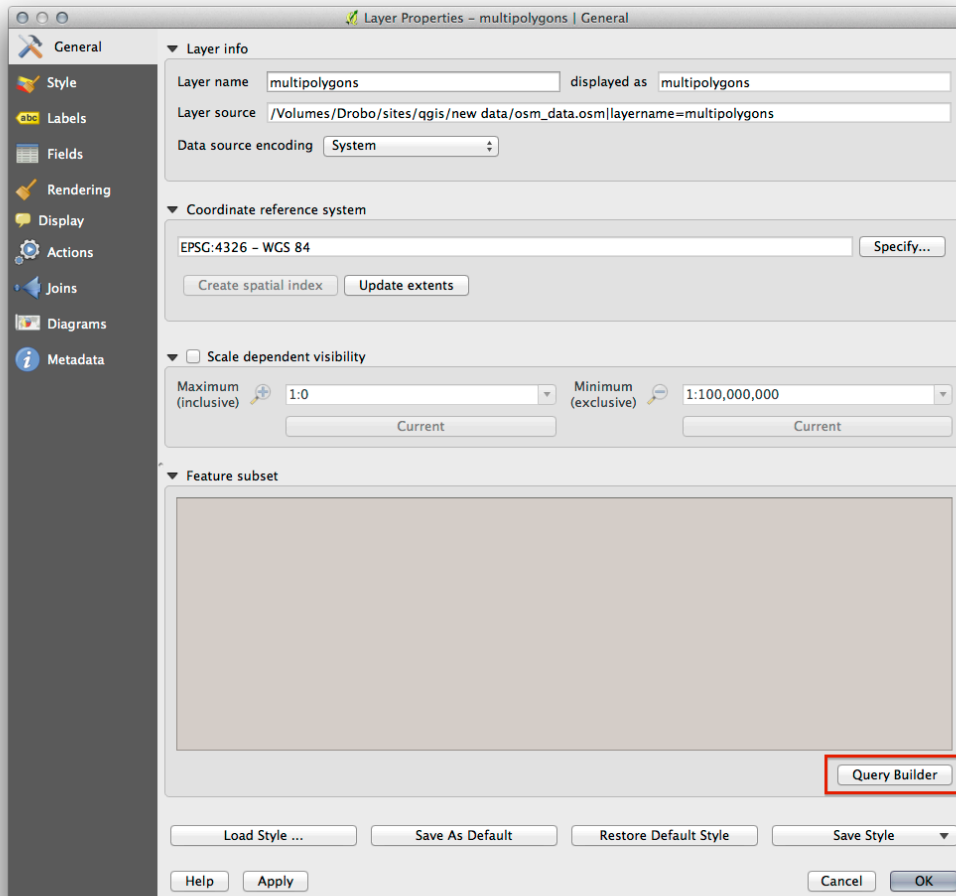 Layer Properties – multipolygons | General
General
Style
Labels
Fields
Rendering
Display
Actions
Joins
Diagrams
Metadata
Layer info
Layer name multipolygons displayed as multipolygons
Layer source /Volumes/Drobo/sites/qgis/new data/osm_data.osm|layername=multipolygons
Data source encoding System
Coordinate reference system
EPSG:4326 – WGS 84 Specify...
Create spatial index Update extents
Scale dependent visibility
Maximum (inclusive) 1:0 Minimum (exclusive) 1:100,000,000
Current Current
Feature subset
Query Builder
Load Style ... Save As Default Restore Default Style Save Style
Help Apply Cancel OK
abc